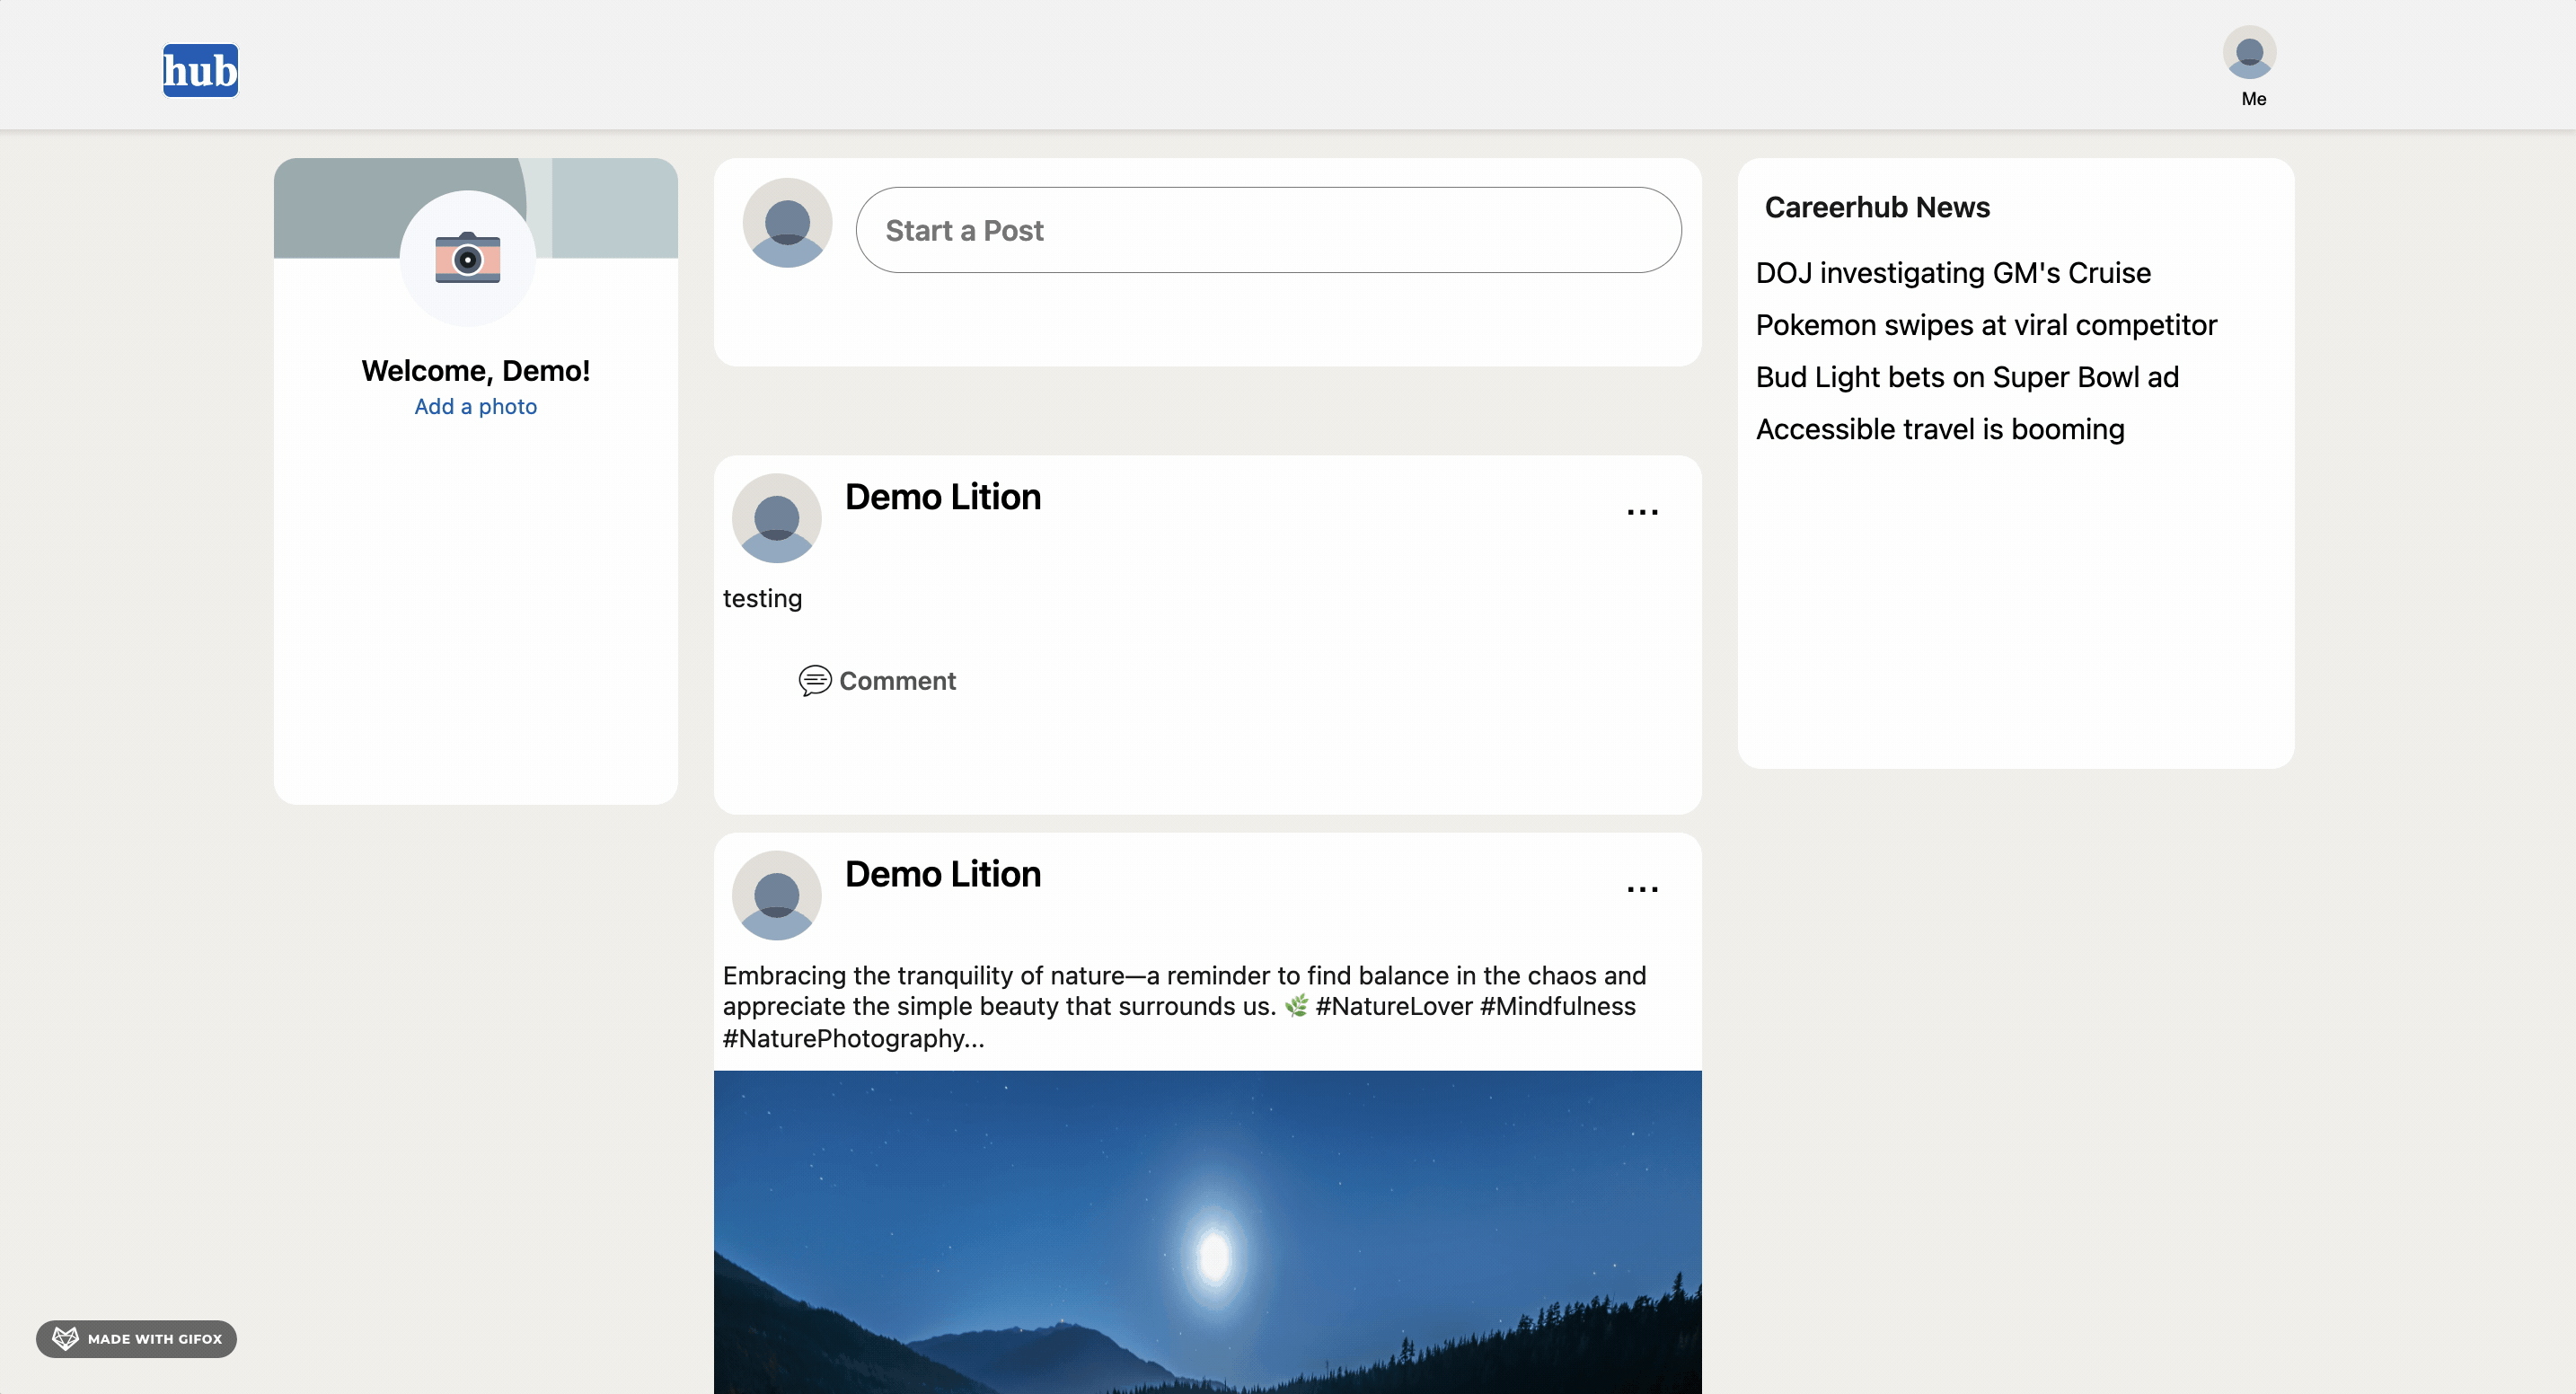 hub
Me
Welcome, Demo!
Add a photo
Start a Post
Demo Lition
...
testing
Comment
Demo Lition
...
Embracing the tranquility of nature—a reminder to find balance in the chaos and
appreciate the simple beauty that surrounds us. 🌿 #NatureLover #Mindfulness
#NaturePhotography...
Careerhub News
DOJ investigating GM's Cruise
Pokemon swipes at viral competitor
Bud Light bets on Super Bowl ad
Accessible travel is booming
MADE WITH GIFOX